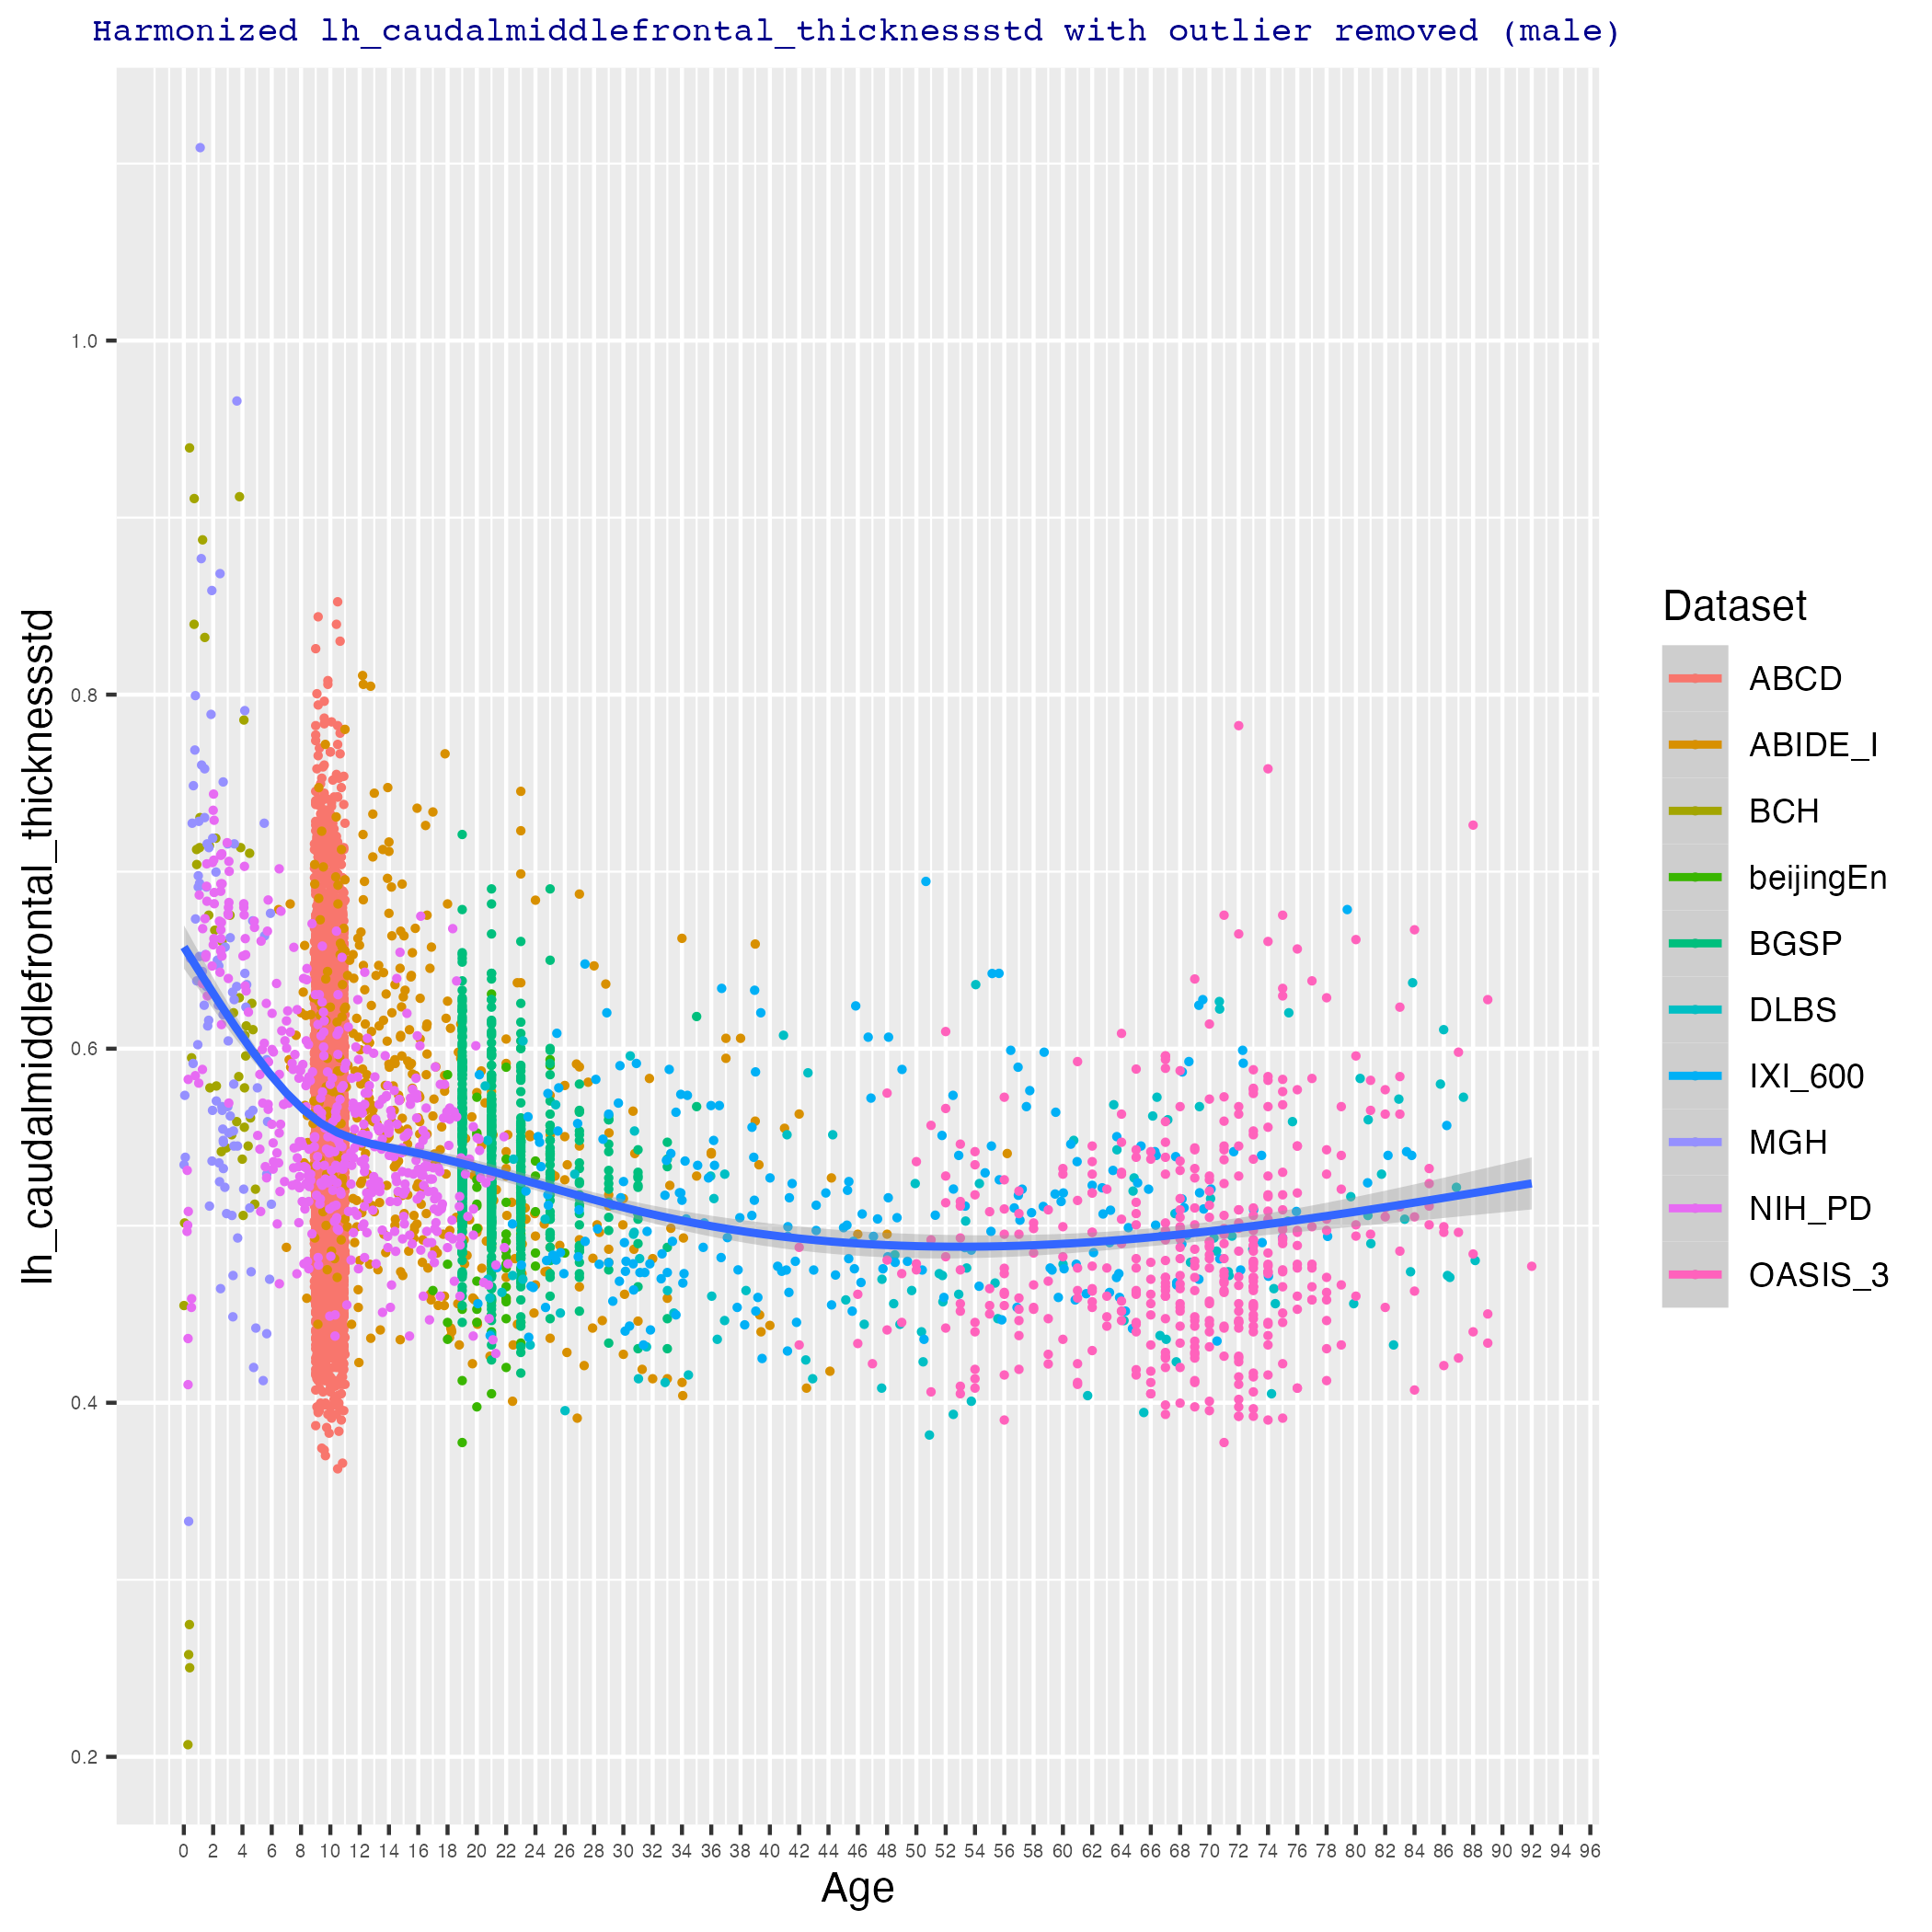 Harmonized lh_caudalmiddlefrontal_thicknessstd with outlier removed (male)
lh_caudalmiddlefrontal_thicknessstd
1.0
0.8
0.6
0.4
0.2
0 2 4 6 8 10 12 14 16 18 20 22 24 26 28 30 32 34 36 38 40 42 44 46 48 50 52 54 56 58 60 62 64 66 68 70 72 74 76 78 80 82 84 86 88 90 92 94 96
Age
Dataset
ABCD
ABIDE_I
BCH
beijingEn
BGSP
DLBS
IXI_600
MGH
NIH_PD
OASIS_3